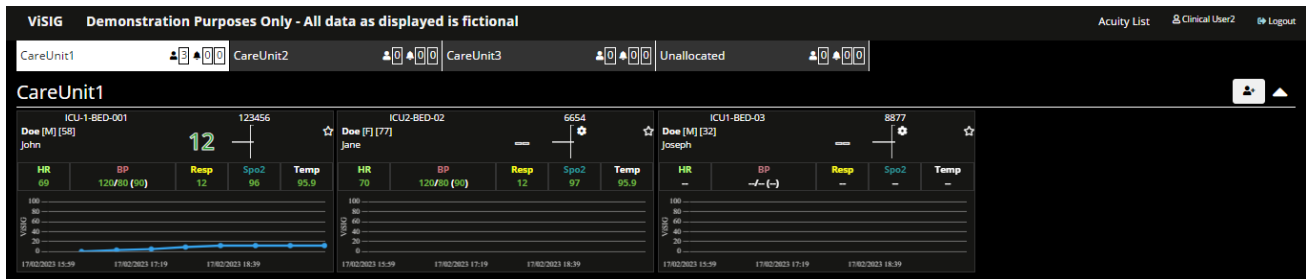 ViSIG Demonstration Purposes Only - All data as displayed is fictional Acuity List Clinical User2 Logout
CareUnit1 3 0 0 CareUnit2 0 0 0 CareUnit3 0 0 0 Unallocated 0 0 0
CareUnit1
ICU-1-BED-001 123456
Doe [M] [58]
John
12
HR BP Resp Spo2 Temp
69 120/80 (90) 12 96 95.9
100
80
60
40
20
0
ViSIG
17/02/2023 15:59 17/02/2023 17:19 17/02/2023 18:39
ICU2-BED-02 6654
Doe [F] [77]
Jane
--
HR BP Resp Spo2 Temp
70 120/80 (90) 12 97 95.9
100
80
60
40
20
0
ViSIG
17/02/2023 15:59 17/02/2023 17:19 17/02/2023 18:39
ICU1-BED-03 8877
Doe [M] [32]
Joseph
--
HR BP Resp Spo2 Temp
-- --/-- (--) -- -- --
100
80
60
40
20
0
ViSIG
17/02/2023 15:59 17/02/2023 17:19 17/02/2023 18:39